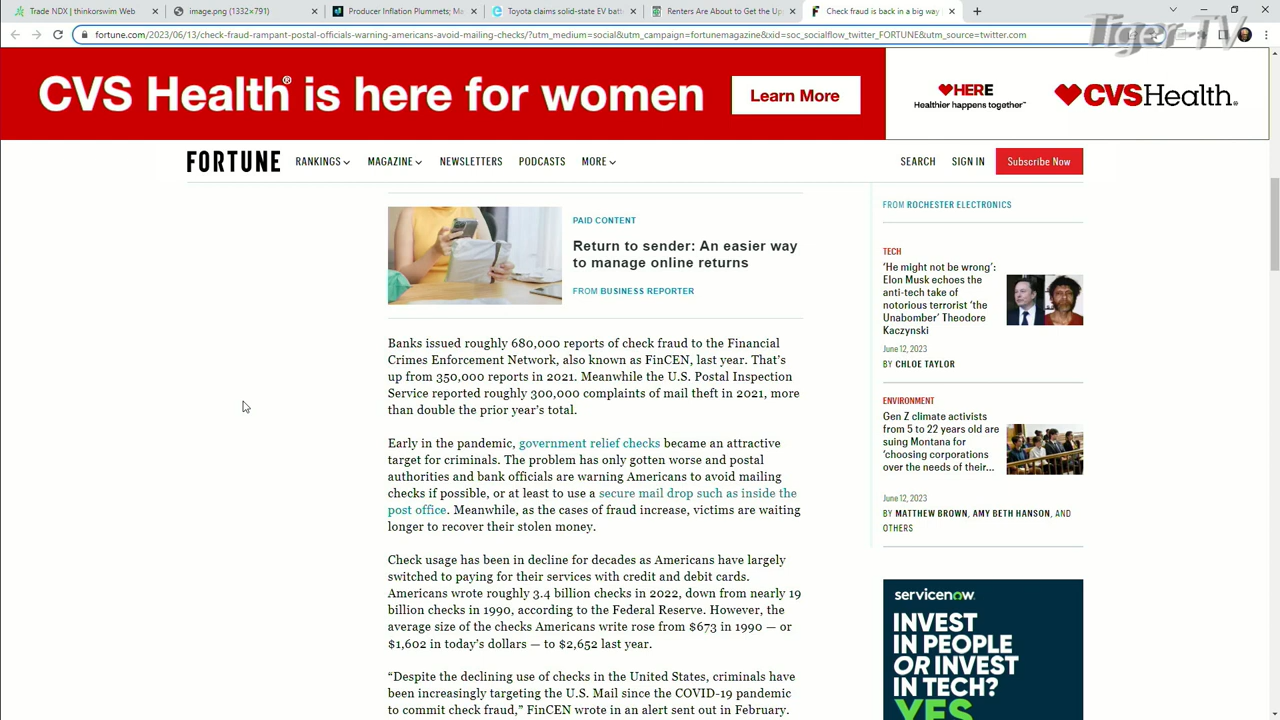 Trade NDX | thinkorswim Web
image.png (1332×791)
Producer Inflation Plummets; Ma
Toyota claims solid-state EV batt
Renters Are About to Get the Up
Check fraud is back in a big way
Tiger TV
fortune.com/2023/06/13/check-fraud-rampant-postal-officials-warning-americans-avoid-mailing-checks/?utm_medium=social&utm_campaign=fortunemagazine&xid=soc_socialflow_twitter_FORTUNE&utm_source=twitter.com
CVS Health® is here for women
Learn More
HERE
Healthier happens together™
CVSHealth®
FORTUNE
RANKINGS
MAGAZINE
NEWSLETTERS
PODCASTS
MORE
SEARCH
SIGN IN
Subscribe Now
PAID CONTENT
Return to sender: An easier way
to manage online returns
FROM BUSINESS REPORTER
Banks issued roughly 680,000 reports of check fraud to the Financial
Crimes Enforcement Network, also known as FinCEN, last year. That's
up from 350,000 reports in 2021. Meanwhile the U.S. Postal Inspection
Service reported roughly 300,000 complaints of mail theft in 2021, more
than double the prior year's total.
Early in the pandemic, government relief checks became an attractive
target for criminals. The problem has only gotten worse and postal
authorities and bank officials are warning Americans to avoid mailing
checks if possible, or at least to use a secure mail drop such as inside the
post office. Meanwhile, as the cases of fraud increase, victims are waiting
longer to recover their stolen money.
Check usage has been in decline for decades as Americans have largely
switched to paying for their services with credit and debit cards.
Americans wrote roughly 3.4 billion checks in 2022, down from nearly 19
billion checks in 1990, according to the Federal Reserve. However, the
average size of the checks Americans write rose from $673 in 1990 — or
$1,602 in today's dollars — to $2,652 last year.
“Despite the declining use of checks in the United States, criminals have
been increasingly targeting the U.S. Mail since the COVID-19 pandemic
to commit check fraud,” FinCEN wrote in an alert sent out in February.
FROM ROCHESTER ELECTRONICS
TECH
‘He might not be wrong’:
Elon Musk echoes the
anti-tech take of
notorious terrorist ‘the
Unabomber’ Theodore
Kaczynski
June 12, 2023
BY CHLOE TAYLOR
ENVIRONMENT
Gen Z climate activists
from 5 to 22 years old are
suing Montana for
‘choosing corporations
over the needs of their...
June 12, 2023
BY MATTHEW BROWN, AMY BETH HANSON, AND
OTHERS
servicenow
INVEST
IN PEOPLE
OR INVEST
IN TECH?
YES